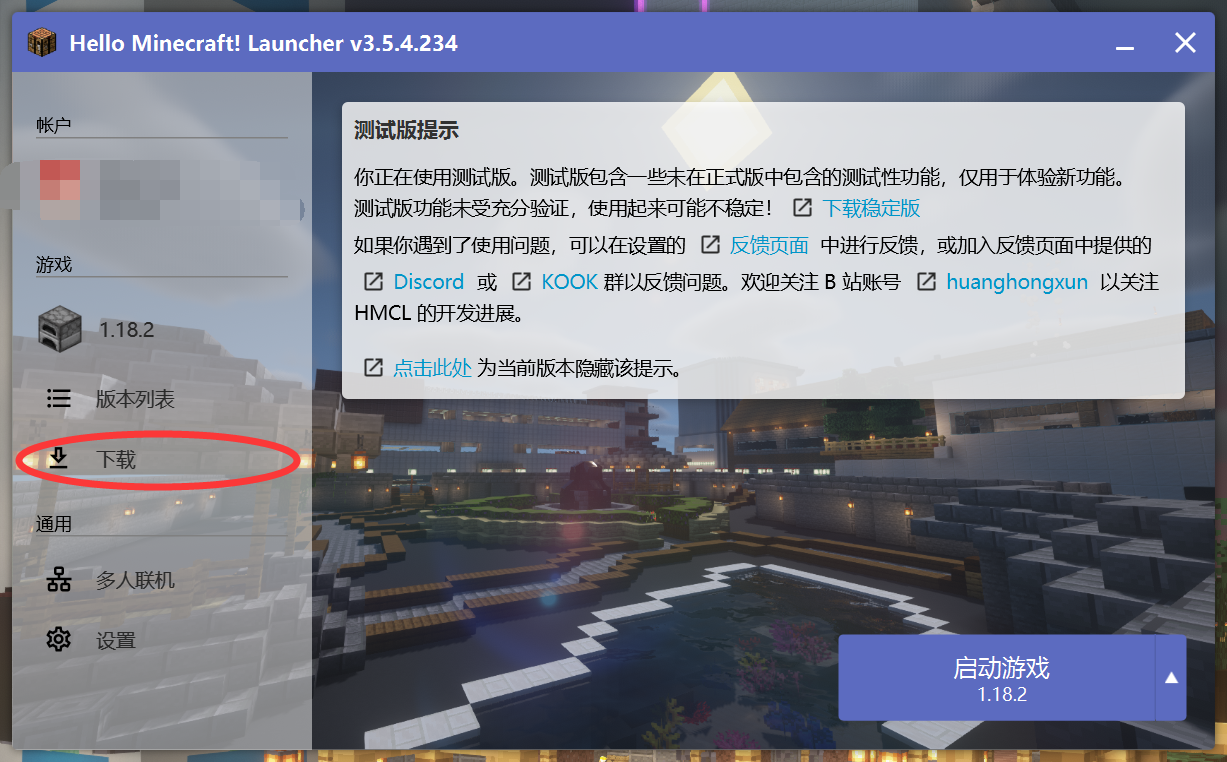 Hello Minecraft! Launcher v3.5.4.234
帐户
游戏
1.18.2
版本列表
下载
通用
多人联机
设置
测试版提示
你正在使用测试版。测试版包含一些未在正式版中包含的测试性功能，仅用于体验新功能。
测试版功能未受充分验证，使用起来可能不稳定！ 下载稳定版
如果你遇到了使用问题，可以在设置的 反馈页面 中进行反馈，或加入反馈页面中提供的
Discord 或 KOOK 群以反馈问题。欢迎关注 B 站账号 huanghongxun 以关注
HMCL 的开发进展。
点击此处 为当前版本隐藏该提示。
启动游戏
1.18.2